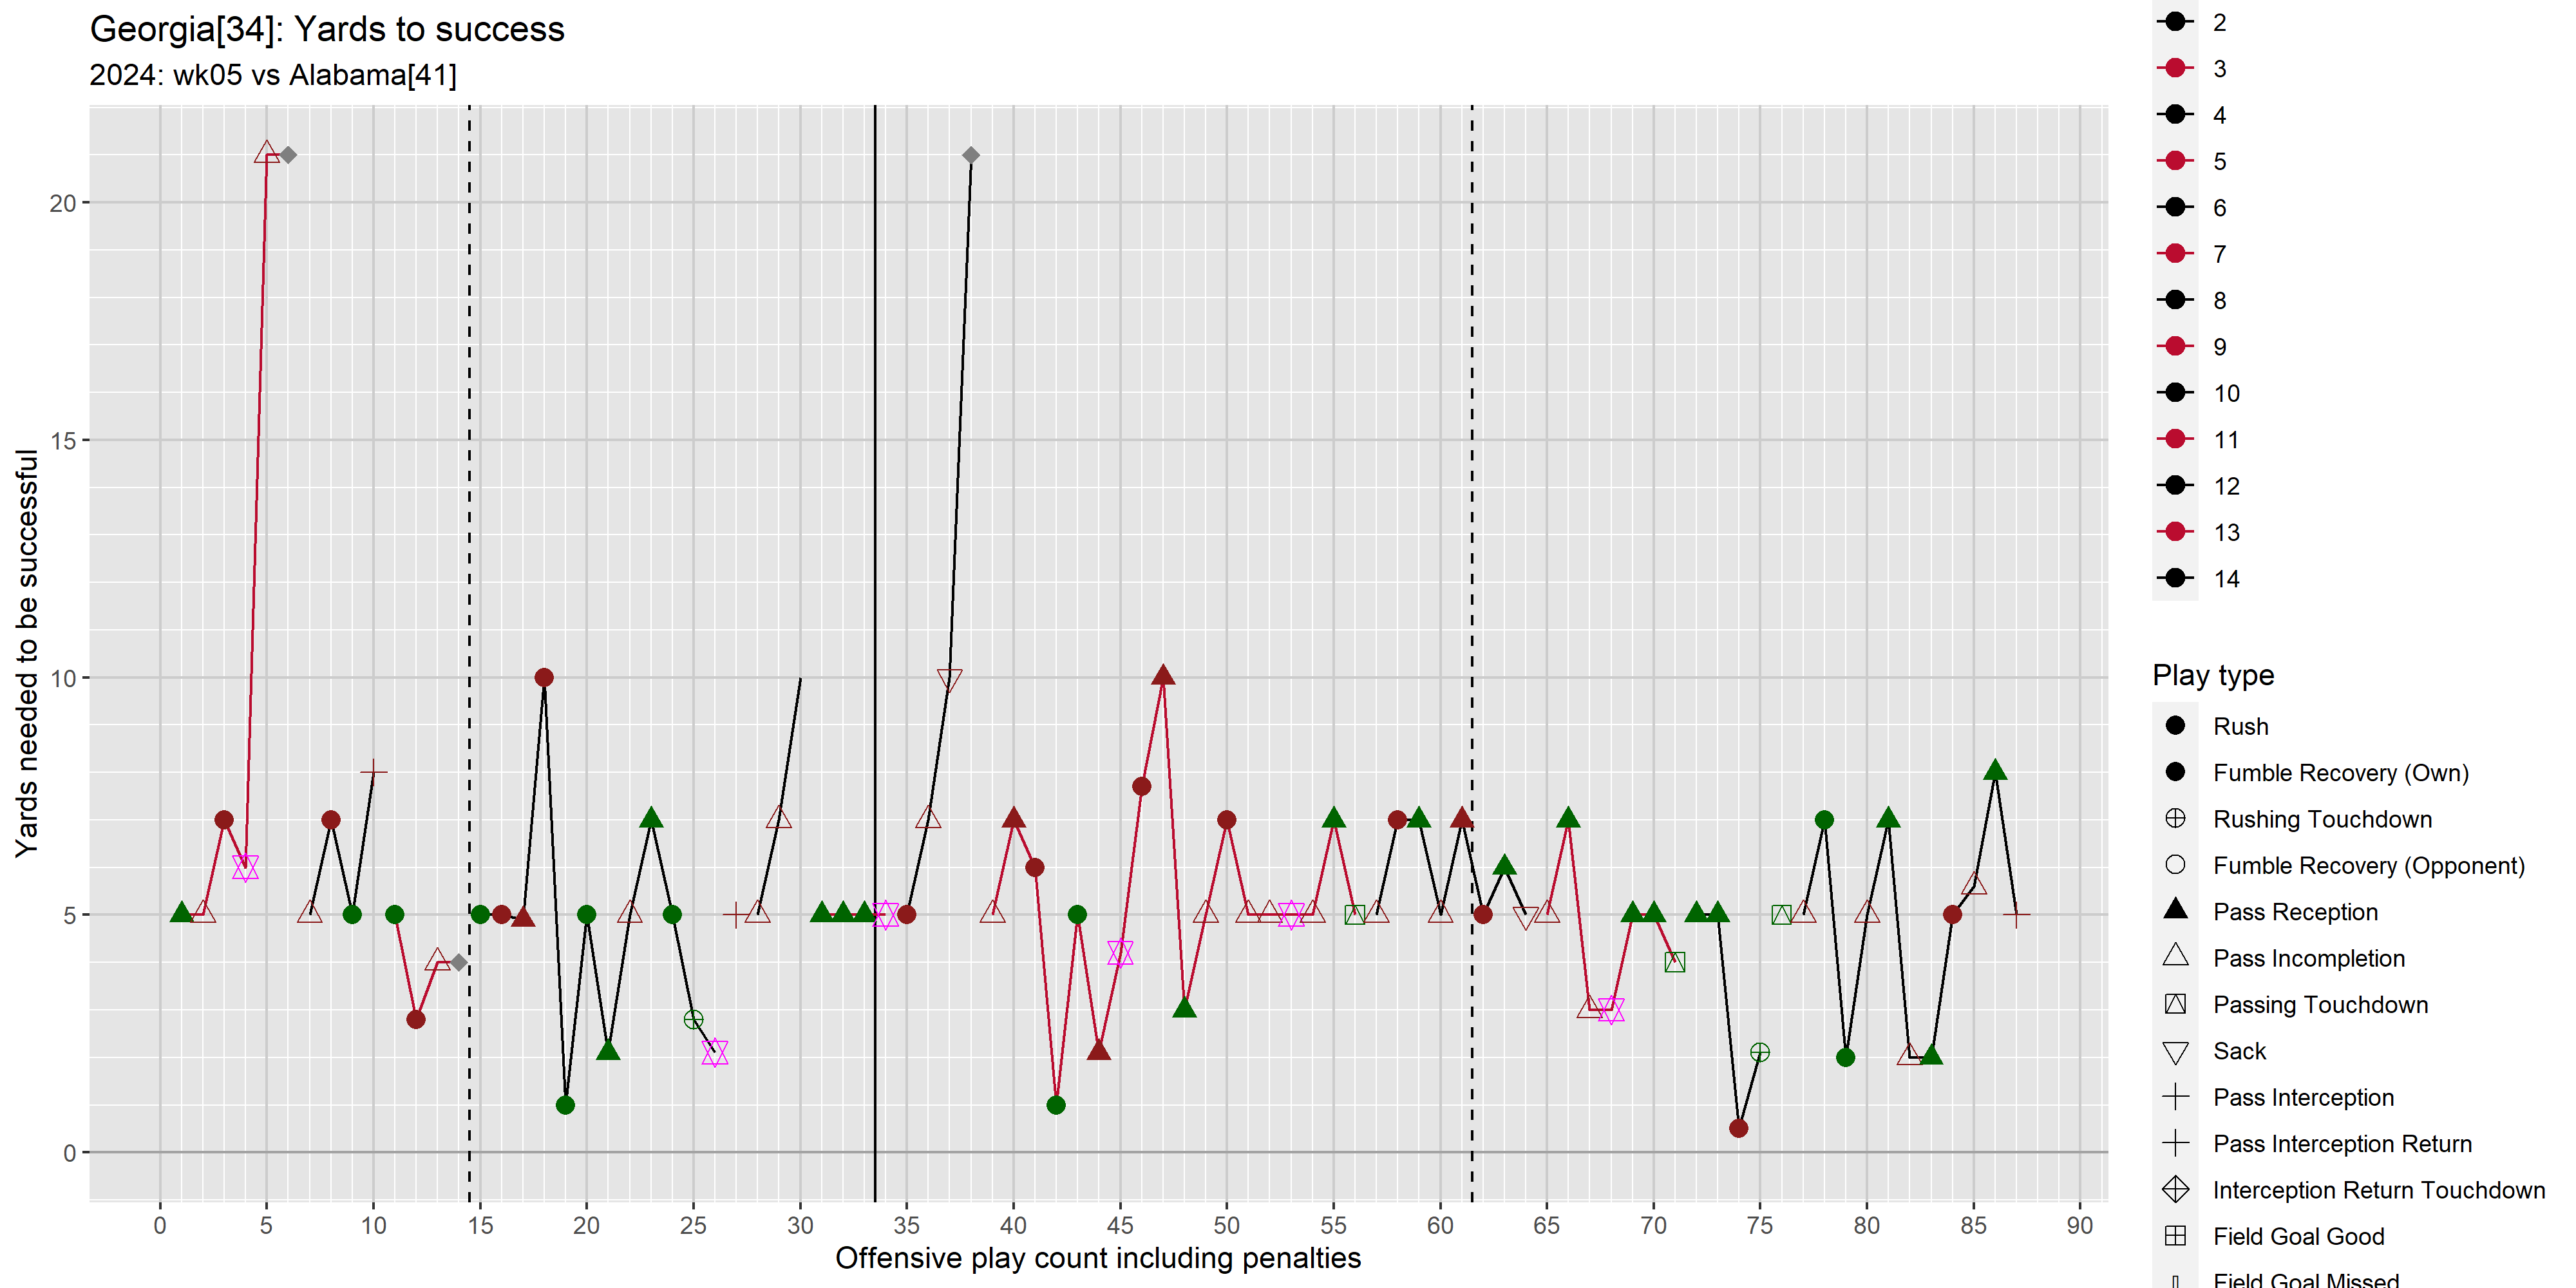 Georgia[34]: Yards to success
2024: wk05 vs Alabama[41]
Yards needed to be successful
20
15
10
5
0
0 5 10 15 20 25 30 35 40 45 50 55 60 65 70 75 80 85 90
Offensive play count including penalties
2
3
4
5
6
7
8
9
10
11
12
13
14
Play type
Rush
Fumble Recovery (Own)
Rushing Touchdown
Fumble Recovery (Opponent)
Pass Reception
Pass Incompletion
Passing Touchdown
Sack
Pass Interception
Pass Interception Return
Interception Return Touchdown
Field Goal Good
Field Goal Missed